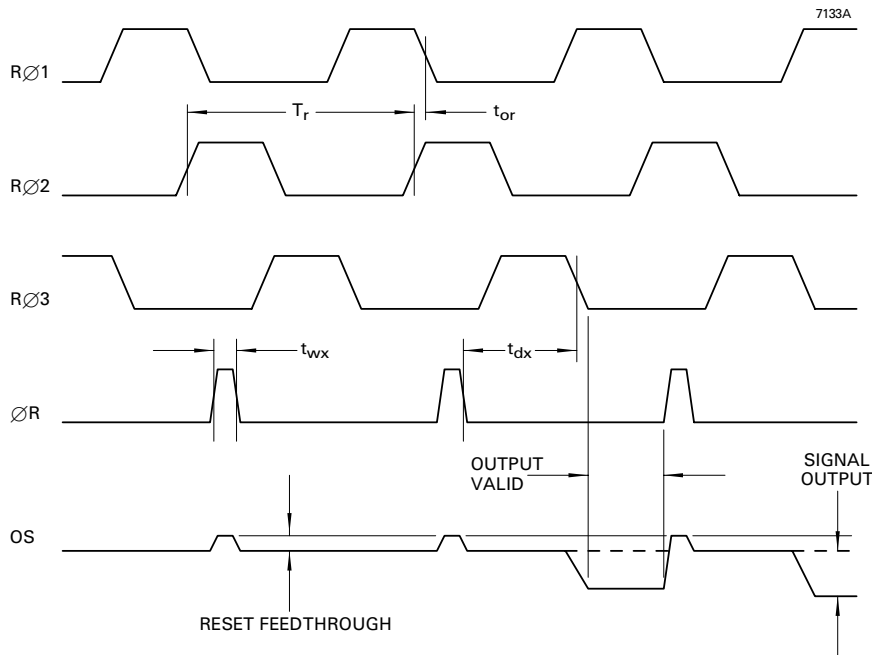 7133A
RØ1
Tr
tor
RØ2
RØ3
twx
tdx
ØR
OUTPUT
VALID
SIGNAL
OUTPUT
OS
RESET FEEDTHROUGH